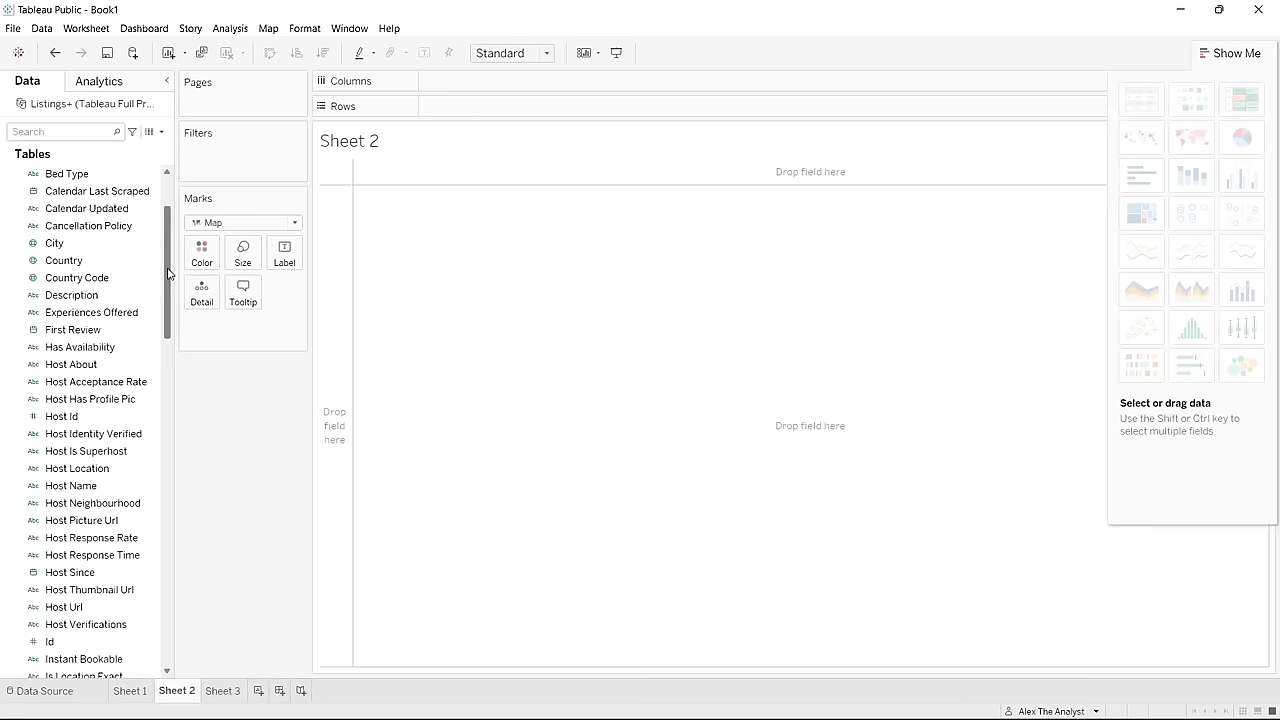 Tableau Public - Book1
File Data Worksheet Dashboard Story Analysis Map Format Window Help
Standard
Show Me
Data Analytics
Pages
Columns
Listings+ (Tableau Full Pr...
Rows
Search
Filters
Tables
Sheet 2
Bed Type
Calendar Last Scraped
Calendar Updated
Cancellation Policy
City
Country
Country Code
Description
Experiences Offered
First Review
Has Availability
Host About
Host Acceptance Rate
Host Has Profile Pic
Host Id
Host Identity Verified
Host Is Superhost
Host Location
Host Name
Host Neighbourhood
Host Picture Url
Host Response Rate
Host Response Time
Host Since
Host Thumbnail Url
Host Url
Host Verifications
Id
Instant Bookable
Is Location Exact
Marks
Map
Color Size Label
Detail Tooltip
Drop field here
Drop
field
here
Drop field here
Select or drag data
Use the Shift or Ctrl key to
select multiple fields
Data Source Sheet 1 Sheet 2 Sheet 3
Alex The Analyst